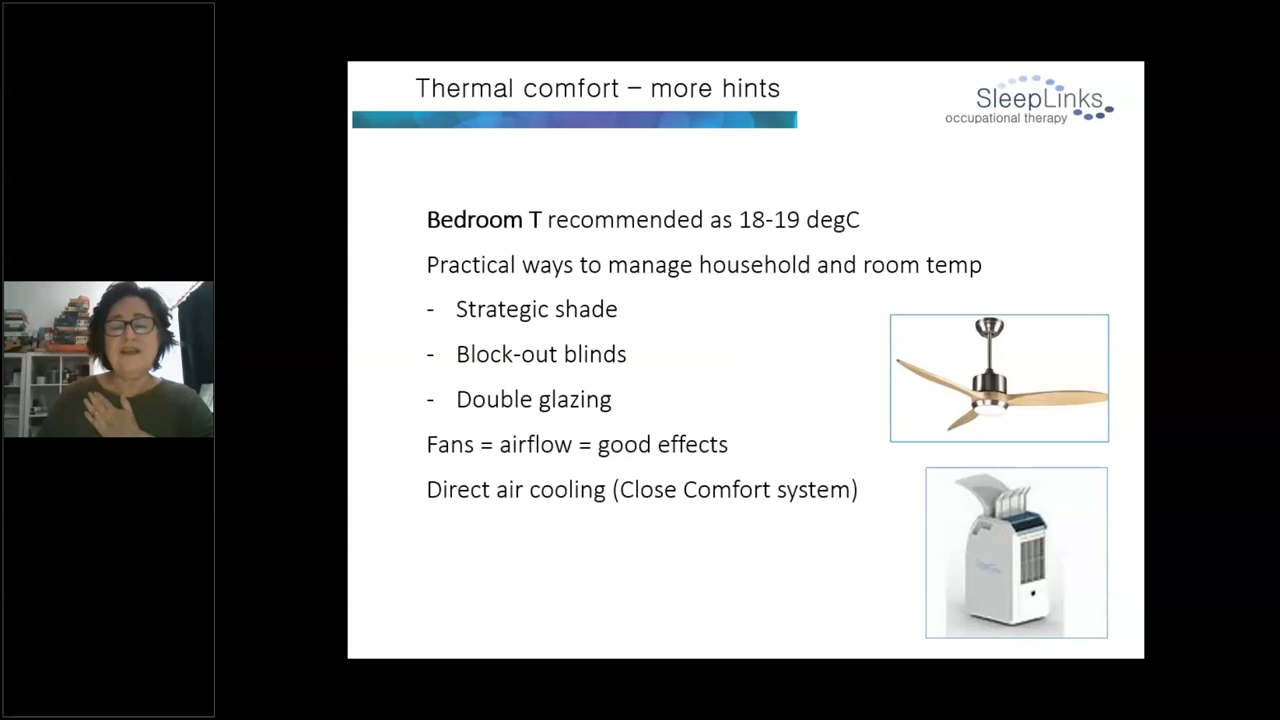 Thermal comfort – more hints
SleepLinks
occupational therapy
Bedroom T recommended as 18-19 degC
Practical ways to manage household and room temp
- Strategic shade
- Block-out blinds
- Double glazing
Fans = airflow = good effects
Direct air cooling (Close Comfort system)